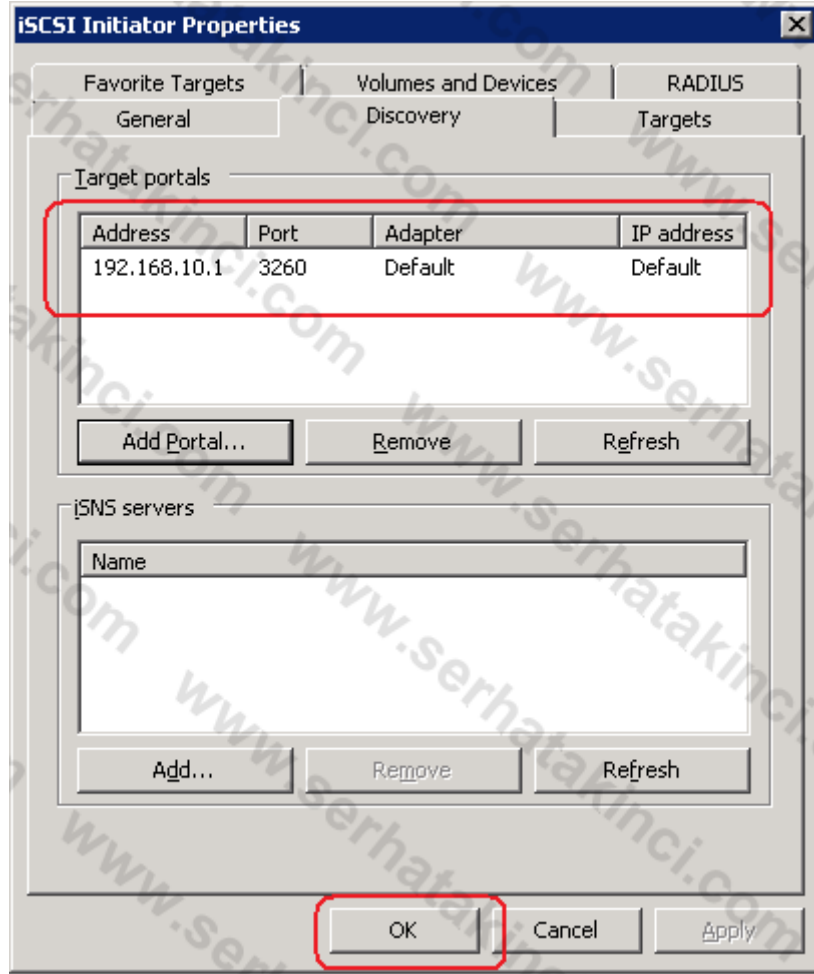 iSCSI Initiator Properties
Favorite Targets Volumes and Devices RADIUS
General Discovery Targets
Target portals
Address Port Adapter IP address
192.168.10.1 3260 Default Default
Add Portal... Remove Refresh
iSNS servers
Name
Add... Remove Refresh
OK Cancel Apply
www.serhatakinci.com